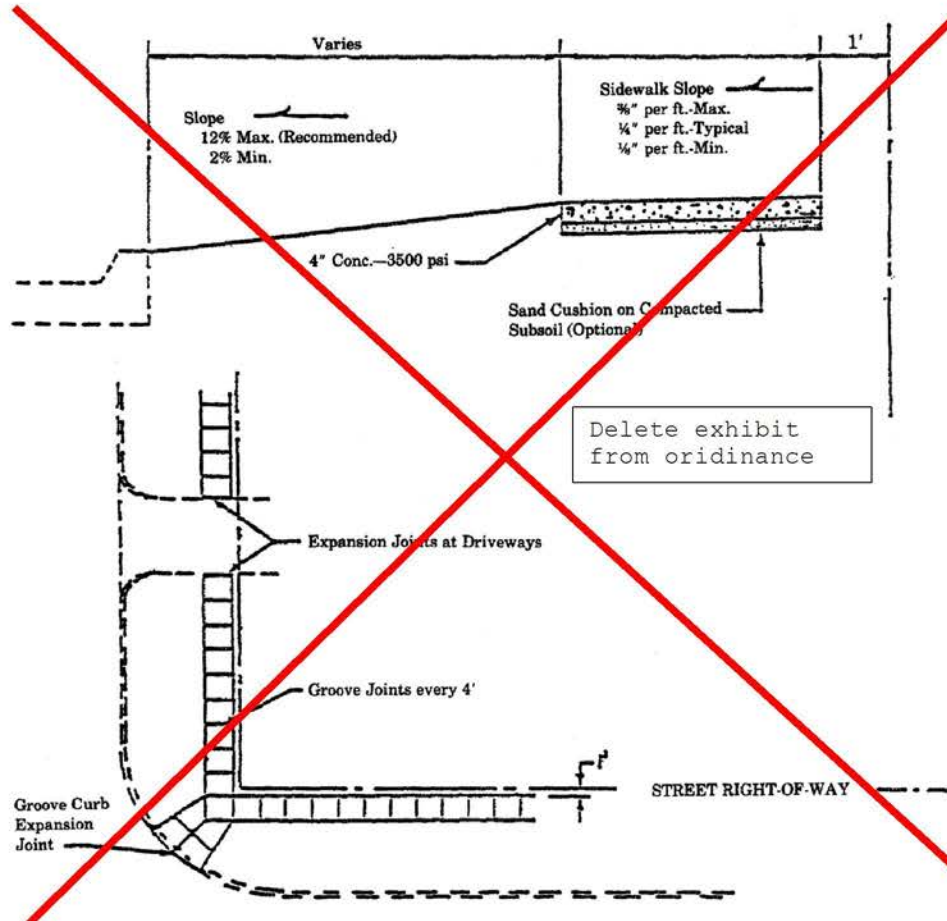 Varies
1'
Slope
12% Max. (Recommended)
2% Min.
Sidewalk Slope
⅜" per ft.-Max.
¼" per ft.-Typical
⅛" per ft.-Min.
4" Conc.—3500 psi
Sand Cushion on Compacted
Subsoil (Optional)
Delete exhibit
from oridinance
Expansion Joints at Driveways
Groove Joints every 4'
1'
STREET RIGHT-OF-WAY
Groove Curb
Expansion
Joint